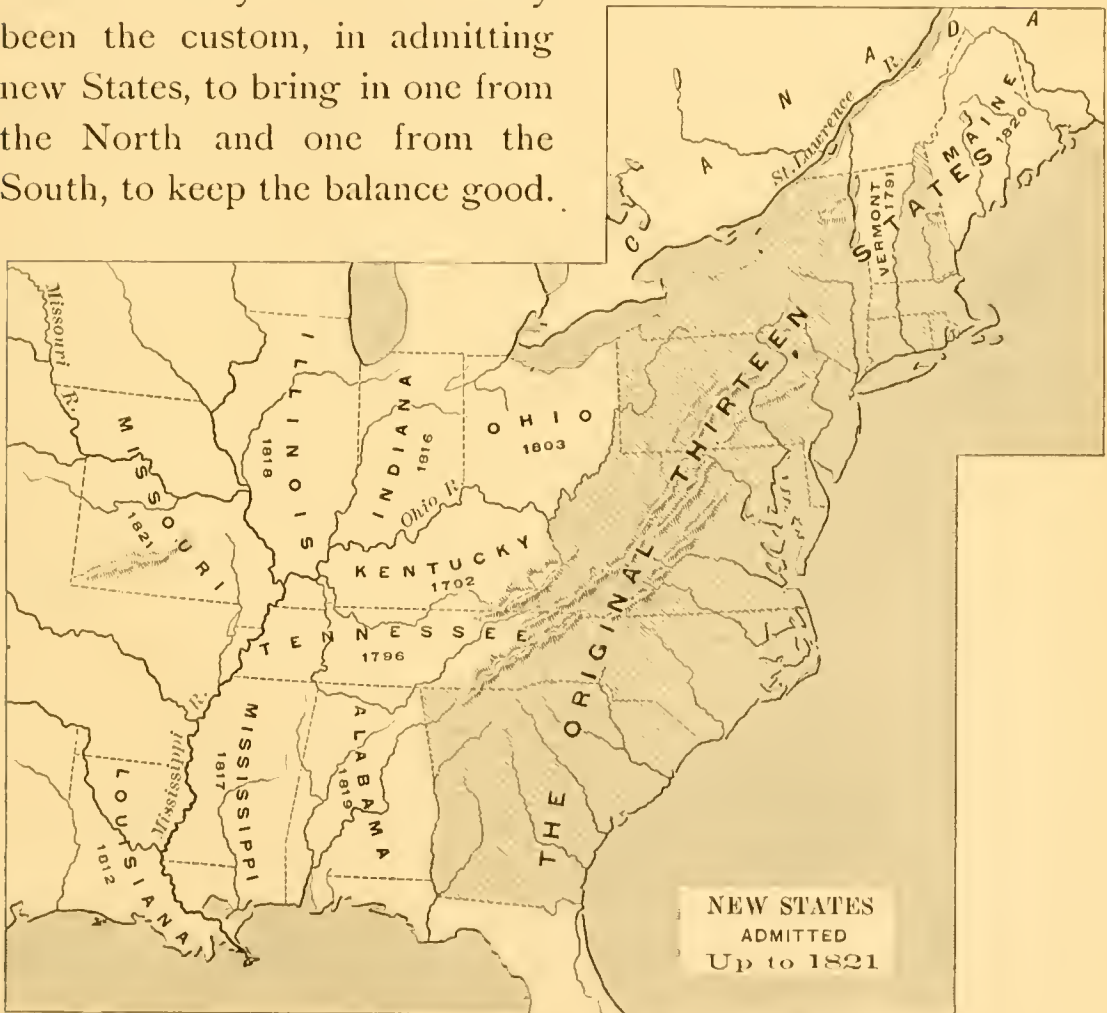 been the custom, in admitting
new States, to bring in one from
the North and one from the
South, to keep the balance good.
CANADA
St. Lawrence R.
MAINE
1820
VERMONT
1791
THE ORIGINAL THIRTEEN STATES
Missouri R.
MISSOURI
1821
ILLINOIS
1818
INDIANA
1816
OHIO
1803
Ohio R.
KENTUCKY
1702
TENNESSEE
1796
Mississippi R.
MISSISSIPPI
1817
ALABAMA
1819
LOUISIANA
1812
NEW STATES
ADMITTED
Up to 1821